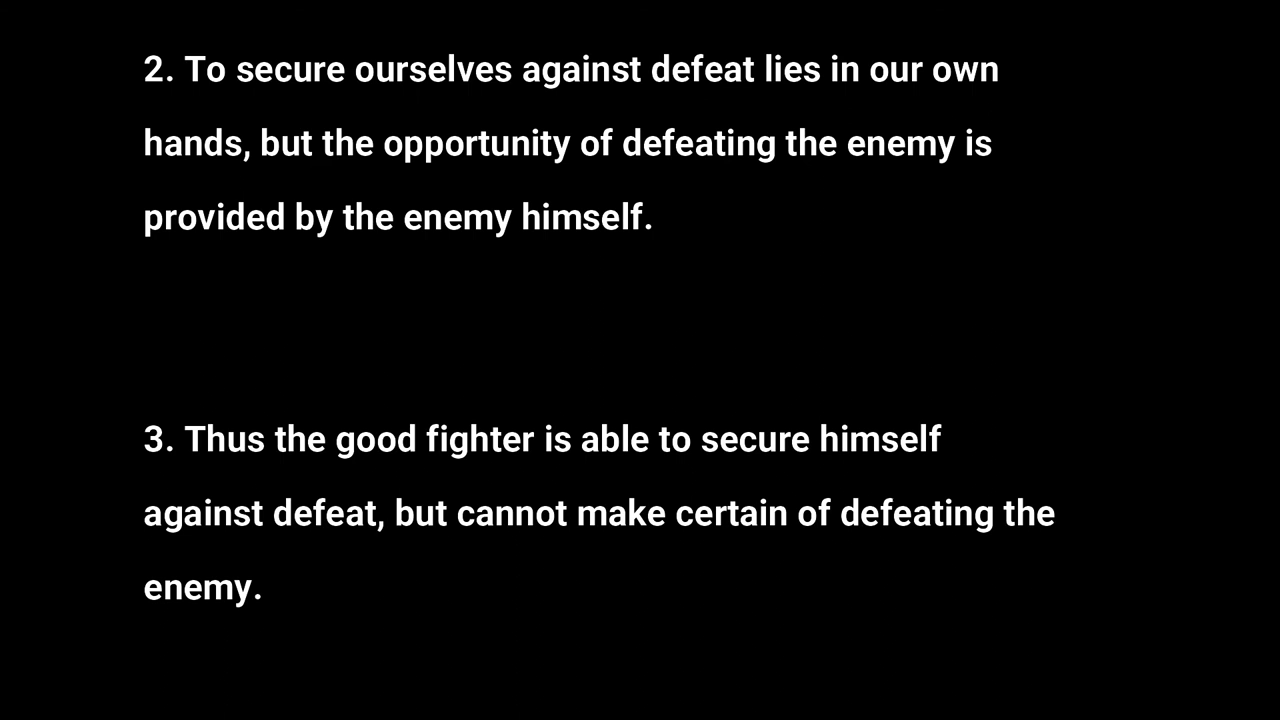 2. To secure ourselves against defeat lies in our own
hands, but the opportunity of defeating the enemy is
provided by the enemy himself.
3. Thus the good fighter is able to secure himself
against defeat, but cannot make certain of defeating the
enemy.